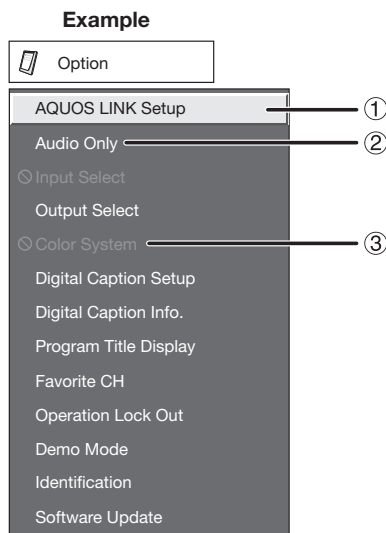 Example
Option
AQUOS LINK Setup ①
Audio Only ②
Input Select
Output Select
Color System ③
Digital Caption Setup
Digital Caption Info.
Program Title Display
Favorite CH
Operation Lock Out
Demo Mode
Identification
Software Update